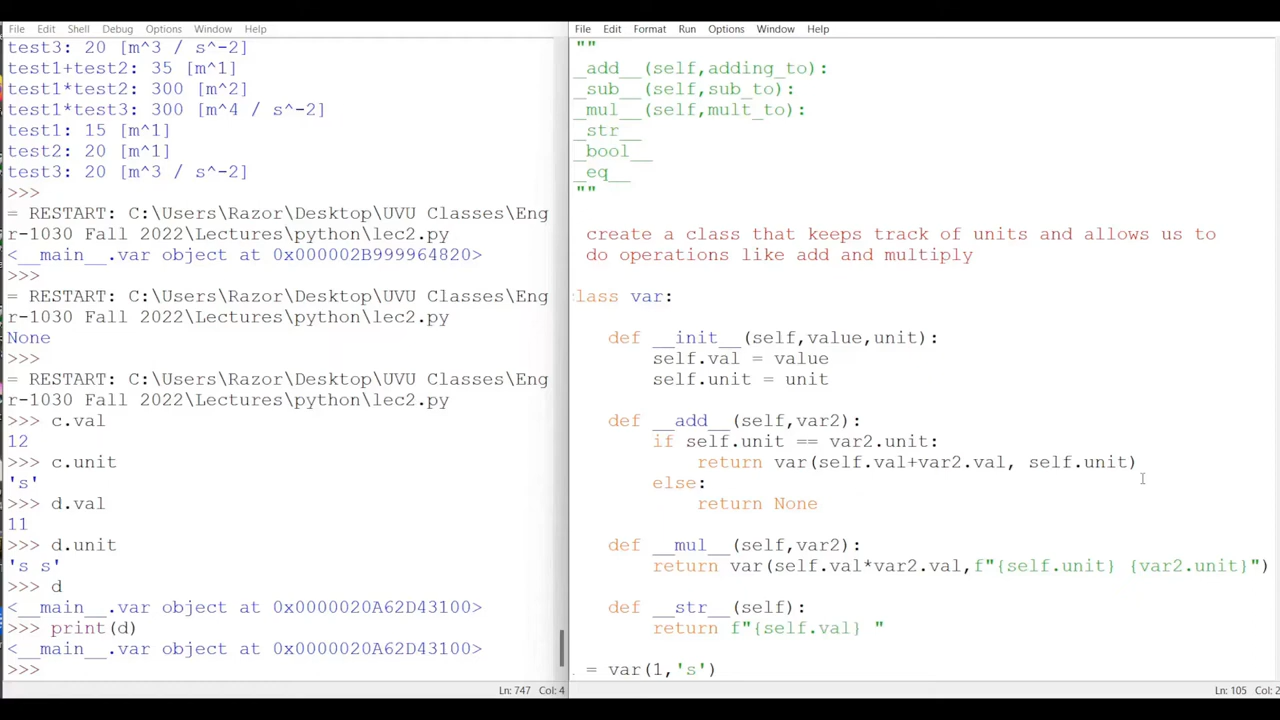 File Edit Shell Debug Options Window Help
test3: 20 [m^3 / s^-2]
test1+test2: 35 [m^1]
test1*test2: 300 [m^2]
test1*test3: 300 [m^4 / s^-2]
test1: 15 [m^1]
test2: 20 [m^1]
test3: 20 [m^3 / s^-2]
>>>
= RESTART: C:\Users\Razor\Desktop\UVU Classes\Eng
r-1030 Fall 2022\Lectures\python\lec2.py
<__main__.var object at 0x000002B999964820>
>>>
= RESTART: C:\Users\Razor\Desktop\UVU Classes\Eng
r-1030 Fall 2022\Lectures\python\lec2.py
None
>>>
= RESTART: C:\Users\Razor\Desktop\UVU Classes\Eng
r-1030 Fall 2022\Lectures\python\lec2.py
>>> c.val
12
>>> c.unit
's'
>>> d.val
11
>>> d.unit
's s'
>>> d
<__main__.var object at 0x0000020A62D43100>
>>> print(d)
<__main__.var object at 0x0000020A62D43100>
>>>
Ln: 747 Col: 4
File Edit Format Run Options Window Help
""
_add__(self,adding_to):
_sub__(self,sub_to):
_mul__(self,mult_to):
_str__
_bool__
_eq__
""
create a class that keeps track of units and allows us to
do operations like add and multiply
lass var:
def __init__(self,value,unit):
self.val = value
self.unit = unit
def __add__(self,var2):
if self.unit == var2.unit:
return var(self.val+var2.val, self.unit)
else:
return None
def __mul__(self,var2):
return var(self.val*var2.val,f"{self.unit} {var2.unit}")
def __str__(self):
return f"{self.val} "
= var(1,'s')
Ln: 105 Col: 2